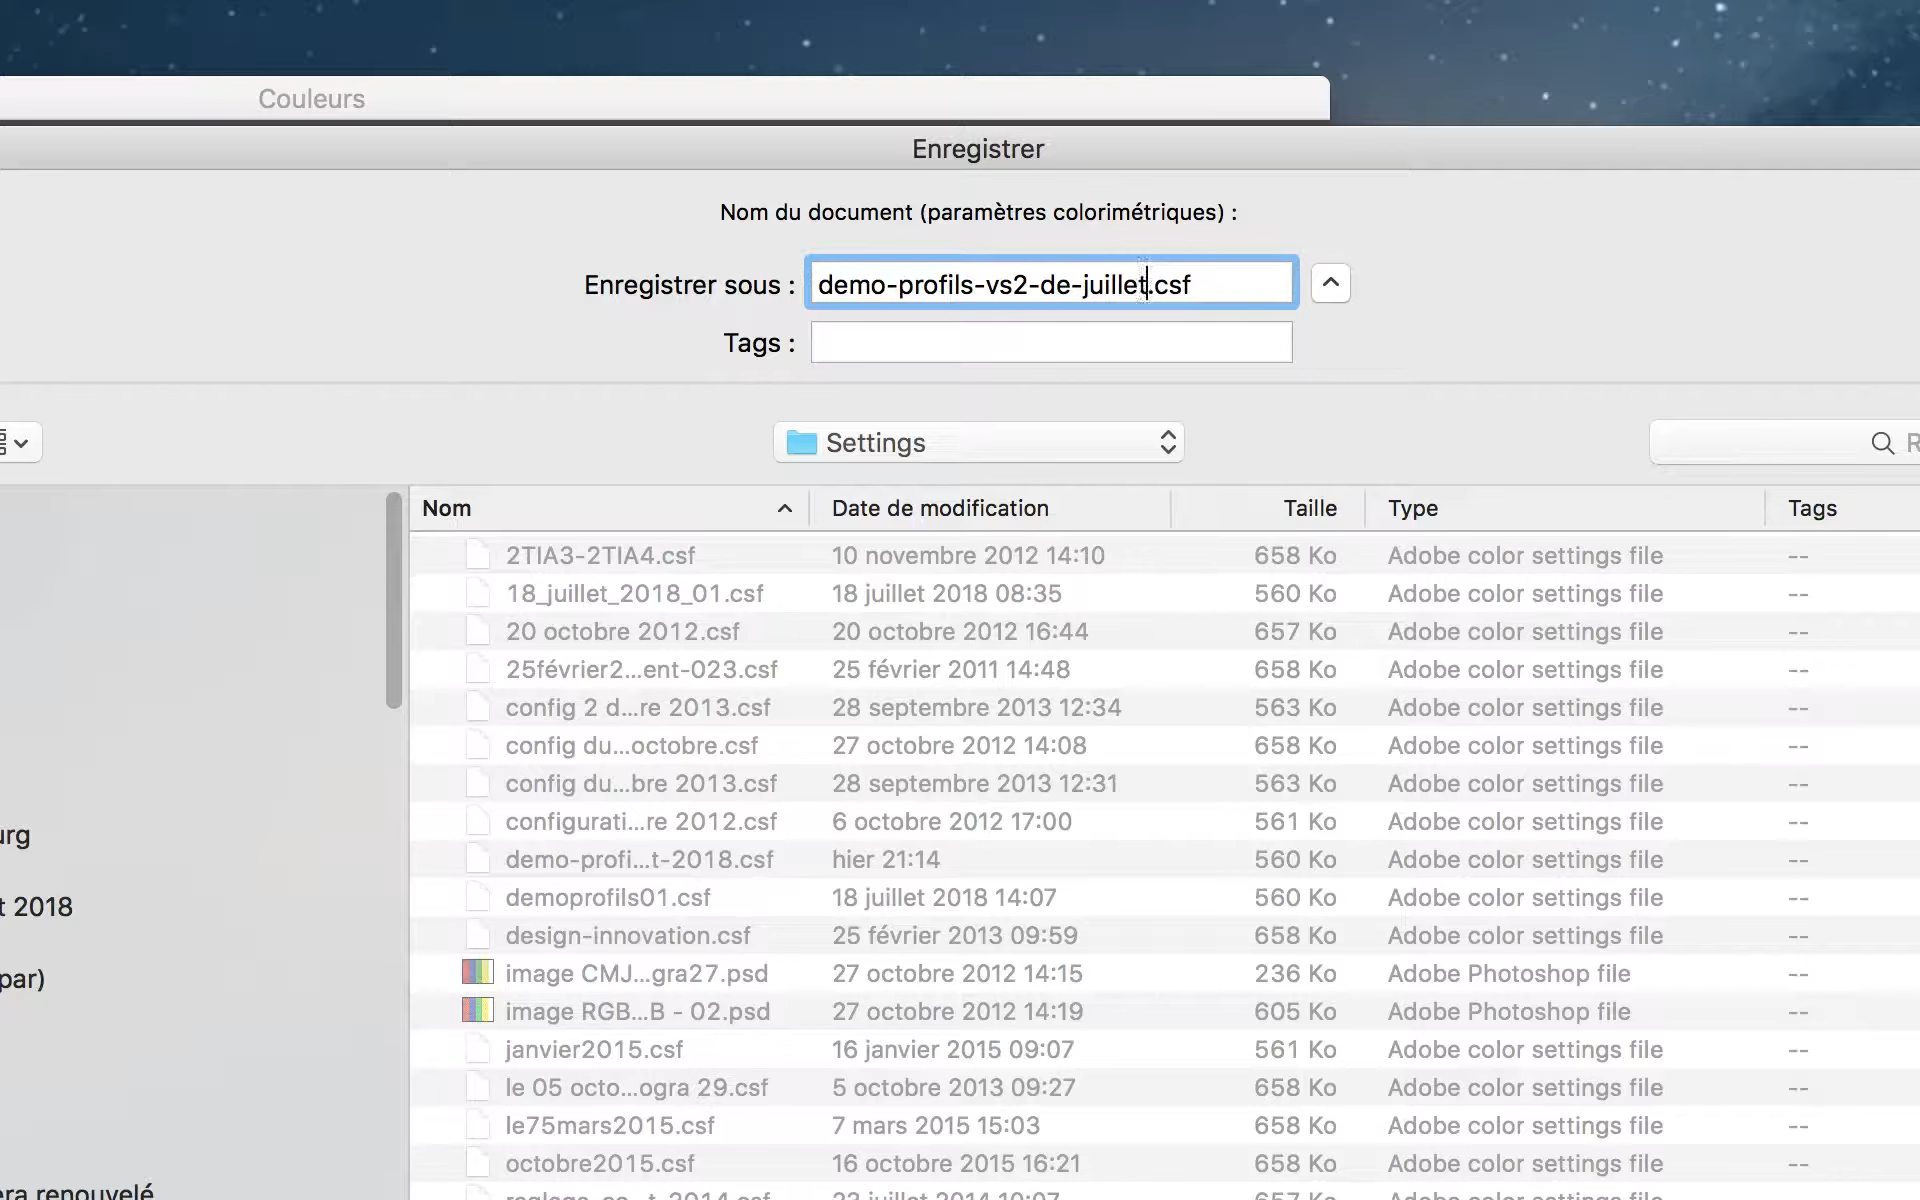 Couleurs
Enregistrer
Nom du document (paramètres colorimétriques) :
Enregistrer sous : demo-profils-vs2-de-juillet.csf
Tags :
Settings
R
Nom Date de modification Taille Type Tags
2TIA3-2TIA4.csf 10 novembre 2012 14:10 658 Ko Adobe color settings file --
18_juillet_2018_01.csf 18 juillet 2018 08:35 560 Ko Adobe color settings file --
20 octobre 2012.csf 20 octobre 2012 16:44 657 Ko Adobe color settings file --
25février2...ent-023.csf 25 février 2011 14:48 658 Ko Adobe color settings file --
config 2 d...re 2013.csf 28 septembre 2013 12:34 563 Ko Adobe color settings file --
config du...octobre.csf 27 octobre 2012 14:08 658 Ko Adobe color settings file --
config du...bre 2013.csf 28 septembre 2013 12:31 563 Ko Adobe color settings file --
urg configurati...re 2012.csf 6 octobre 2012 17:00 561 Ko Adobe color settings file --
demo-profi...t-2018.csf hier 21:14 560 Ko Adobe color settings file --
t 2018 demoprofils01.csf 18 juillet 2018 14:07 560 Ko Adobe color settings file --
design-innovation.csf 25 février 2013 09:59 658 Ko Adobe color settings file --
par) image CMJ...gra27.psd 27 octobre 2012 14:15 236 Ko Adobe Photoshop file --
image RGB...B - 02.psd 27 octobre 2012 14:19 605 Ko Adobe Photoshop file --
janvier2015.csf 16 janvier 2015 09:07 561 Ko Adobe color settings file --
le 05 octo...ogra 29.csf 5 octobre 2013 09:27 658 Ko Adobe color settings file --
le75mars2015.csf 7 mars 2015 15:03 658 Ko Adobe color settings file --
octobre2015.csf 16 octobre 2015 16:21 658 Ko Adobe color settings file --
era renouvelé 23 juillet 2014 10:07 657 Ko Adobe color settings file --